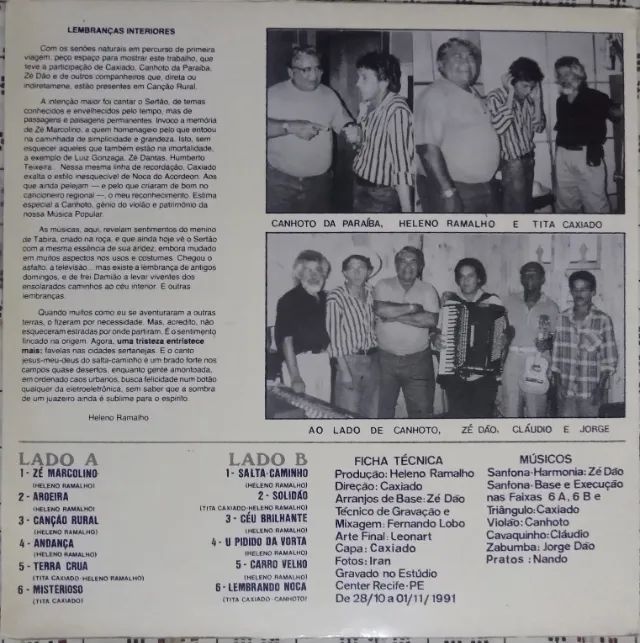 LEMBRANÇAS INTERIORES
Com os senões naturais em percurso de primeira
viagem, peço espaço para mostrar este trabalho, que
teve a participação de Caxiado, Canhoto da Paraíba,
Zé Dão e de outros companheiros que, direta ou
indiretamene, estão presentes em Canção Rural.
A intenção maior foi cantar o Sertão, de temas
conhecidos e envelhecidos pelo tempo, mas de
passagens e paisagens permanentes. Invoco a memória
de Zé Marcolino, a quem homenageio pelo que entoou
na caminhada de simplicidade e grandeza. Isto, sem
esquecer aqueles que também estão na imortalidade,
a exemplo de Luiz Gonzaga, Zé Dantas, Humberto
Teixeira... Nessa mesma linha de recordação, Caxiado
exalta o estilo inesquecível de Noca do Acordeon. Aos
que ainda pelejam — e pelo que criaram de bom no
cancioneiro regional —, o meu reconhecimento. Estima
especial a Canhoto, gênio do violão e patrimônio da
nossa Música Popular.
As músicas, aqui, revelam sentimentos do menino
de Tabira, criado na roça, e que ainda hoje vê o Sertão
com a mesma essência de sua aridez, embora mudado
em muitos aspectos nos usos e costumes. Chegou o
asfalto, a televisão... mas existe a lembrança de antigos
domingos, e de frei Damião a levar viventes dos
ensolarados caminhos ao céu interior. E outras
lembranças.
Quando muitos como eu se aventuraram a outras
terras, o fizeram por necessidade. Mas, acredito, não
esqueceram estradas por onde partiram. É o sentimento
fincado na origem. Agora, uma tristeza entristece
mais: favelas nas cidades sertanejas. E o canto
jesus-meu-deus do salta-caminho é um brado forte nos
campos quase desertos, enquanto gente amontoada,
em ordenado caos urbano, busca felicidade num botão
qualquer da eletroeletrônica, sem saber que a sombra
de um juazeiro ainda é sublime para o espírito.
Heleno Ramalho
CANHOTO DA PARAÍBA, HELENO RAMALHO E TITA CAXIADO
AO LADO DE CANHOTO, ZÉ DÃO, CLÁUDIO E JORGE
LADO A
1 - ZÉ MARCOLINO
(HELENO RAMALHO)
2 - AROEIRA
(HELENO RAMALHO)
3 - CANÇÃO RURAL
(HELENO RAMALHO)
4 - ANDANÇA
(HELENO RAMALHO)
5 - TERRA CRUA
(TITA CAXIADO-HELENO RAMALHO)
6 - MISTERIOSO
(TITA CAXIADO)
LADO B
1 - SALTA-CAMINHO
(HELENO RAMALHO)
2 - SOLIDÃO
(TITA CAXIADO-HELENO RAMALHO)
3 - CÉU BRILHANTE
(HELENO RAMALHO)
4 - U PIDIDO DA VORTA
(HELENO RAMALHO)
5 - CARRO VELHO
(HELENO RAMALHO)
6 - LEMBRANDO NOCA
(TITA CAXIADO-CANHOTO)
FICHA TÉCNICA
Produção: Heleno Ramalho
Direção: Caxiado
Arranjos de Base: Zé Dão
Técnico de Gravação e
Mixagem: Fernando Lobo
Arte Final: Leonart
Capa: Caxiado
Fotos: Iran
Gravado no Estúdio
Center Recife-PE
De 28/10 a 01/11/1991
MÚSICOS
Sanfona-Harmonia: Zé Dão
Sanfona-Base e Execução
nas Faixas 6 A, 6 B e
Triângulo: Caxiado
Violão: Canhoto
Cavaquinho: Cláudio
Zabumba: Jorge Dão
Pratos: Nando